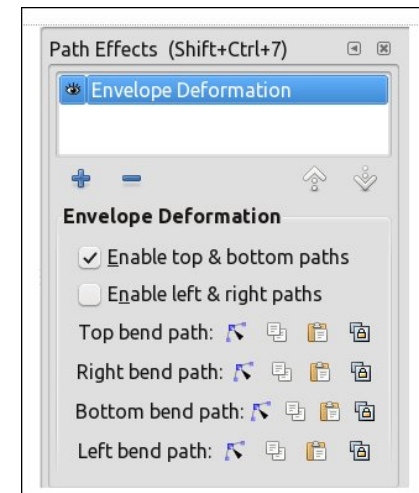 Path Effects (Shift+Ctrl+7)
Envelope Deformation
Envelope Deformation
Enable top & bottom paths
Enable left & right paths
Top bend path:
Right bend path:
Bottom bend path:
Left bend path: